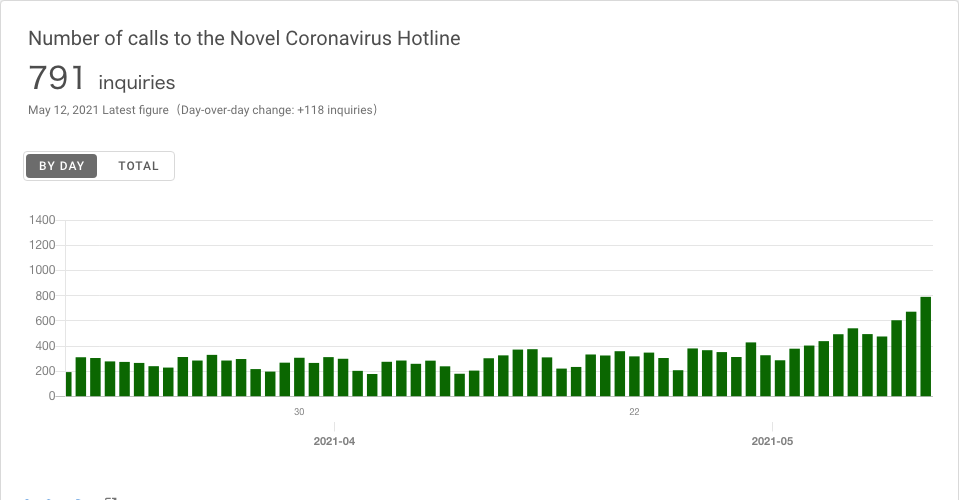 Number of calls to the Novel Coronavirus Hotline
791 inquiries
May 12, 2021 Latest figure（Day-over-day change: +118 inquiries）
BY DAY TOTAL
1400
1200
1000
800
600
400
200
0
30 22
2021-04 2021-05